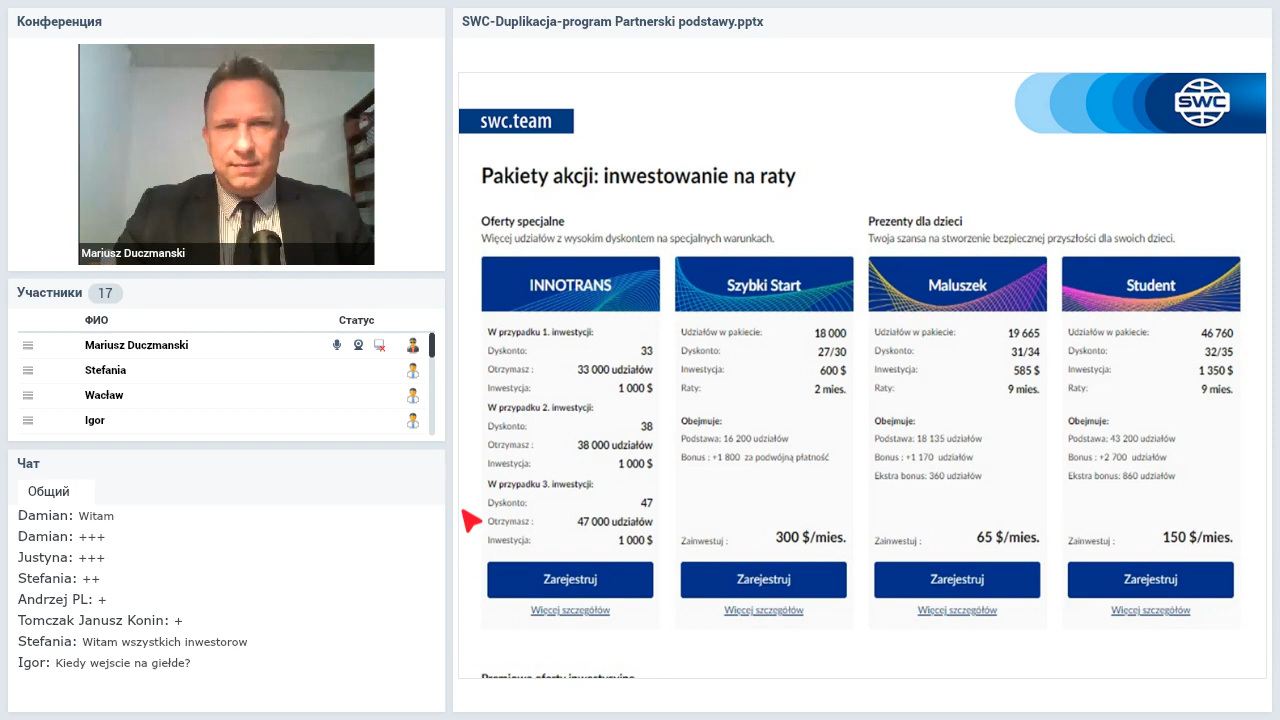 Конференция
Mariusz Duczmanski
Участники 17
ФИО Статус
Mariusz Duczmanski
Stefania
Wacław
Igor
Чат
Общий
Damian: Witam
Damian: +++
Justyna: +++
Stefania: ++
Andrzej PL: +
Tomczak Janusz Konin: +
Stefania: Witam wszystkich inwestorow
Igor: Kiedy wejscie na giełde?
SWC-Duplikacja-program Partnerski podstawy.pptx
swc.team
SWC
Pakiety akcji: inwestowanie na raty
Oferty specjalne
Więcej udziałów z wysokim dyskontem na specjalnych warunkach.
Prezenty dla dzieci
Twoja szansa na stworzenie bezpiecznej przyszłości dla swoich dzieci.
INNOTRANS
W przypadku 1. inwestycji:
Dyskonto: 33
Otrzymasz : 33 000 udziałów
Inwestycja: 1 000 $
W przypadku 2. inwestycji:
Dyskonto: 38
Otrzymasz : 38 000 udziałów
Inwestycja: 1 000 $
W przypadku 3. inwestycji:
Dyskonto: 47
Otrzymasz : 47 000 udziałów
Inwestycja: 1 000 $
Zarejestruj
Więcej szczegółów
Szybki Start
Udziałów w pakiecie: 18 000
Dyskonto: 27/30
Inwestycja: 600 $
Raty: 2 mies.
Obejmuje:
Podstawa: 16 200 udziałów
Bonus : +1 800 za podwójną płatność
Zainwestuj : 300 $/mies.
Zarejestruj
Więcej szczegółów
Maluszek
Udziałów w pakiecie: 19 665
Dyskonto: 31/34
Inwestycja: 585 $
Raty: 9 mies.
Obejmuje:
Podstawa: 18 135 udziałów
Bonus : +1 170 udziałów
Ekstra bonus: 360 udziałów
Zainwestuj : 65 $/mies.
Zarejestruj
Więcej szczegółów
Student
Udziałów w pakiecie: 46 760
Dyskonto: 32/35
Inwestycja: 1 350 $
Raty: 9 mies.
Obejmuje:
Podstawa: 43 200 udziałów
Bonus : +2 700 udziałów
Ekstra bonus: 860 udziałów
Zainwestuj : 150 $/mies.
Zarejestruj
Więcej szczegółów